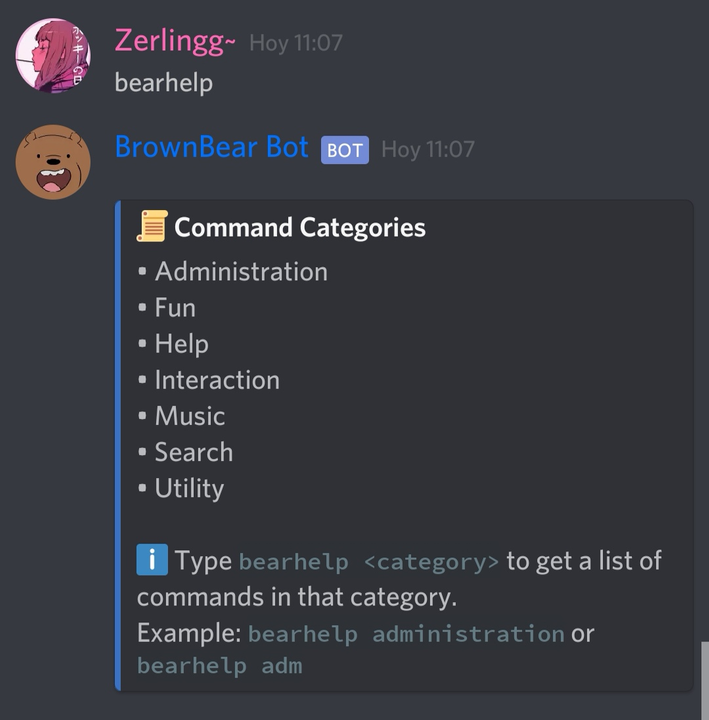 Zerlingg~ Hoy 11:07
bearhelp
BrownBear Bot BOT Hoy 11:07
Command Categories
• Administration
• Fun
• Help
• Interaction
• Music
• Search
• Utility
i Type bearhelp <category> to get a list of
commands in that category.
Example: bearhelp administration or
bearhelp adm